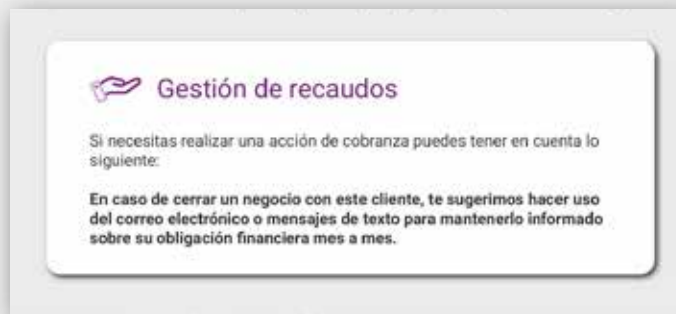 Gestión de recaudos
Si necesitas realizar una acción de cobranza puedes tener en cuenta lo
siguiente:
En caso de cerrar un negocio con este cliente, te sugerimos hacer uso
del correo electrónico o mensajes de texto para mantenerlo informado
sobre su obligación financiera mes a mes.